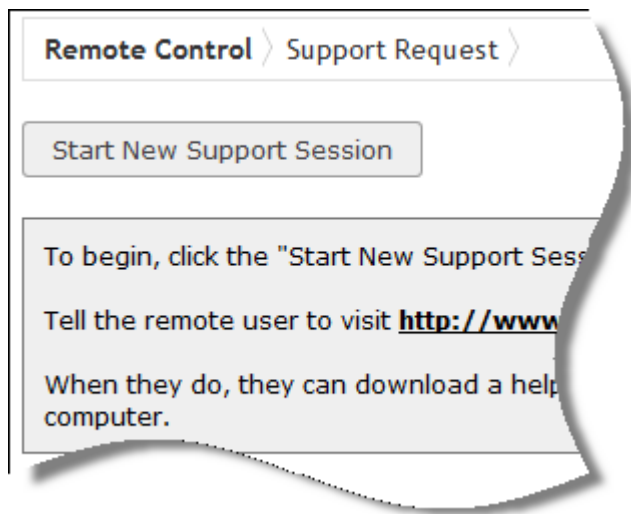 Remote Control 〉 Support Request 〉
Start New Support Session
To begin, click the "Start New Support Sess
Tell the remote user to visit http://www
When they do, they can download a help
computer.